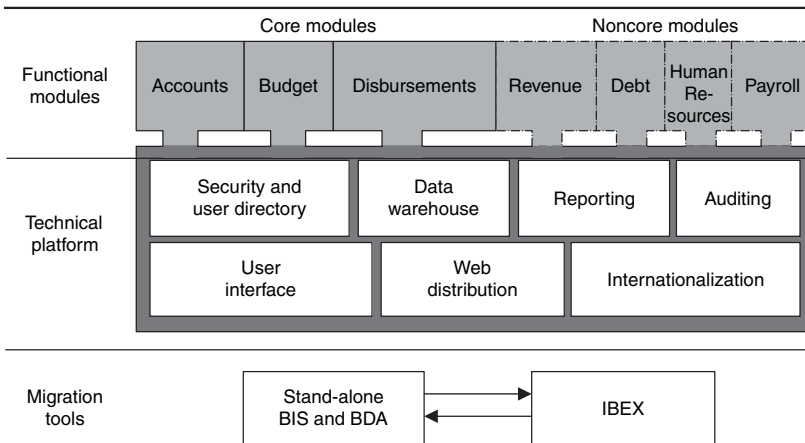 Core modules
Noncore modules
Functional
modules
Accounts
Budget
Disbursements
Revenue
Debt
Human
Re-
sources
Payroll
Technical
platform
Security and
user directory
Data
warehouse
Reporting
Auditing
User
interface
Web
distribution
Internationalization
Migration
tools
Stand-alone
BIS and BDA
IBEX